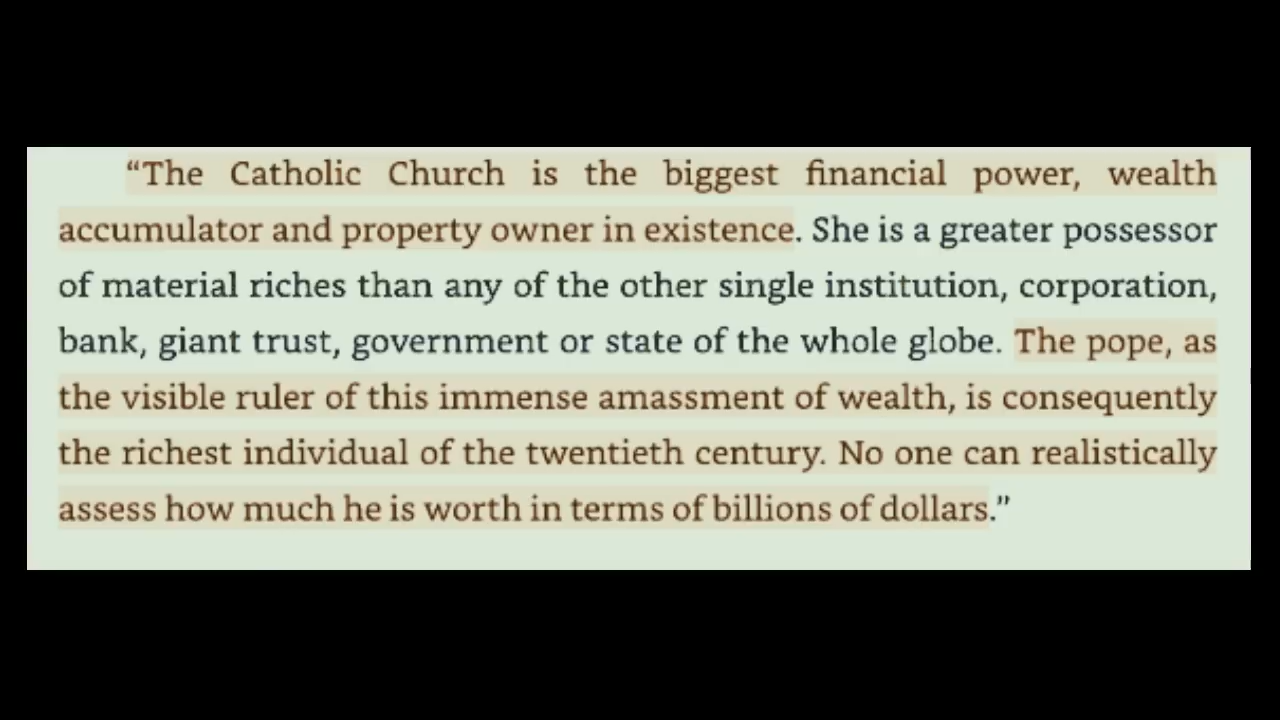 “The Catholic Church is the biggest financial power, wealth
accumulator and property owner in existence. She is a greater possessor
of material riches than any of the other single institution, corporation,
bank, giant trust, government or state of the whole globe. The pope, as
the visible ruler of this immense amassment of wealth, is consequently
the richest individual of the twentieth century. No one can realistically
assess how much he is worth in terms of billions of dollars.”